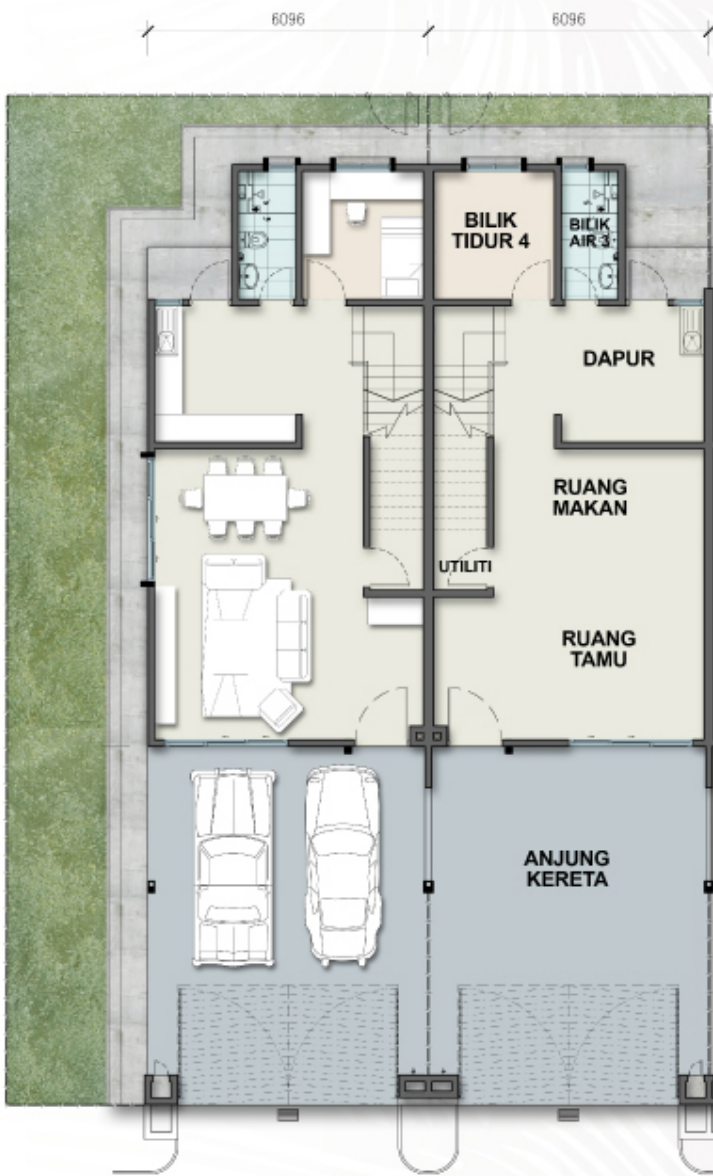 6096
6096
BILIK
TIDUR 4
BILIK
AIR 3
DAPUR
RUANG
MAKAN
UTILITI
RUANG
TAMU
ANJUNG
KERETA